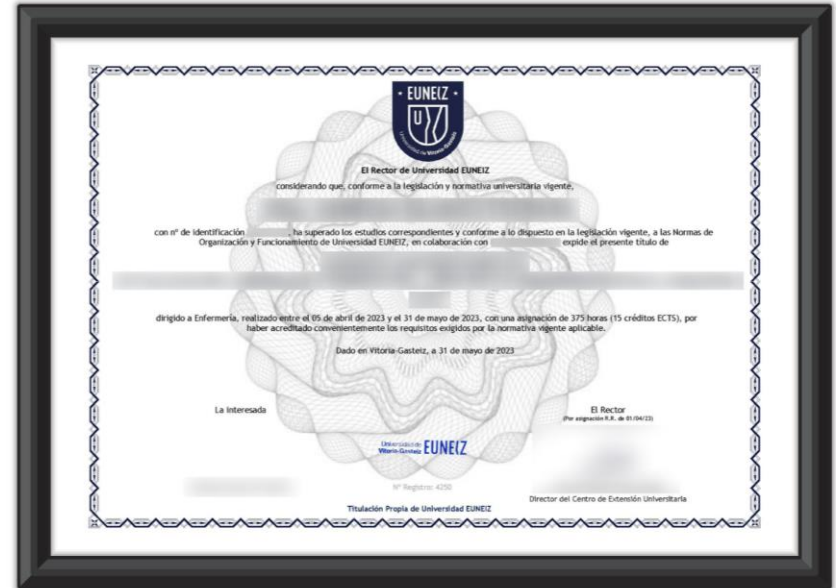 EUNEIZ
Universidad de Vitoria-Gasteiz
El Rector de Universidad EUNEIZ
considerando que, conforme a la legislación y normativa universitaria vigente,
con nº de identificación , ha superado los estudios correspondientes y conforme a lo dispuesto en la legislación vigente, a las Normas de
Organización y Funcionamiento de Universidad EUNEIZ, en colaboración con expide el presente título de
dirigido a Enfermería, realizado entre el 05 de abril de 2023 y el 31 de mayo de 2023, con una asignación de 375 horas (15 créditos ECTS), por
haber acreditado convenientemente los requisitos exigidos por la normativa vigente aplicable.
Dado en Vitoria-Gasteiz, a 31 de mayo de 2023
La interesada
El Rector
(Por asignación R.R. de 01/04/23)
Universidad de
Vitoria-Gasteiz EUNEIZ
Nº Registro: 4250
Director del Centro de Extensión Universitaria
Titulación Propia de Universidad EUNEIZ